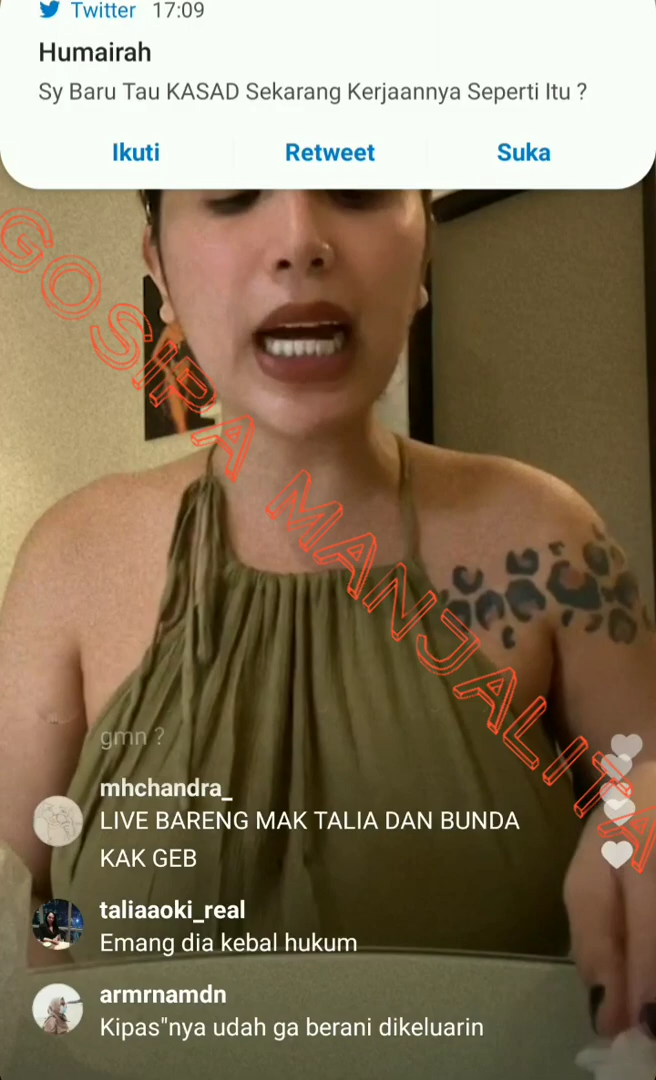 Twitter 17:09
Humairah
Sy Baru Tau KASAD Sekarang Kerjaannya Seperti Itu ?
Ikuti Retweet Suka
GOSIPA MANJALITA
gmn ?
mhchandra_
LIVE BARENG MAK TALIA DAN BUNDA
KAK GEB
taliaaoki_real
Emang dia kebal hukum
armrnamdn
Kipas"nya udah ga berani dikeluarin